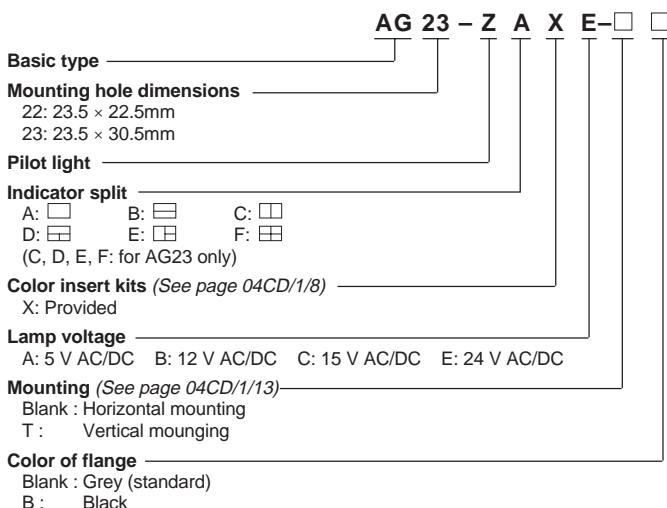 AG 23 – Z A X E–□ □
Basic type
Mounting hole dimensions
22: 23.5 × 22.5mm
23: 23.5 × 30.5mm
Pilot light
Indicator split
A: B: C:
D: E: F:
(C, D, E, F: for AG23 only)
Color insert kits (See page 04CD/1/8)
X: Provided
Lamp voltage
A: 5 V AC/DC B: 12 V AC/DC C: 15 V AC/DC E: 24 V AC/DC
Mounting (See page 04CD/1/13)
Blank : Horizontal mounting
T : Vertical mounging
Color of flange
Blank : Grey (standard)
B : Black